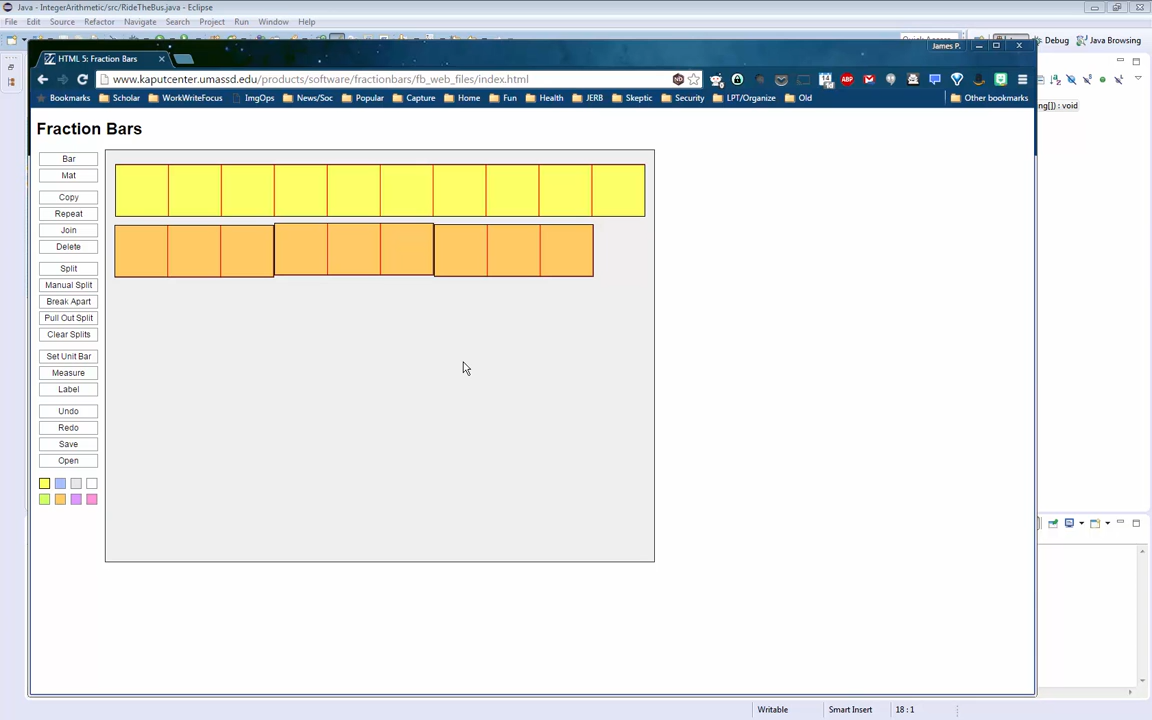 Java - IntegerArithmetic/src/RideTheBus.java - Eclipse
File Edit Source Refactor Navigate Search Project Run Window Help
HTML 5: Fraction Bars
James P.
Debug Java Browsing
www.kaputcenter.umassd.edu/products/software/fractionbars/fb_web_files/index.html
Bookmarks Scholar WorkWriteFocus ImgOps News/Soc Popular Capture Home Fun Health JERB Skeptic Security LPT/Organize Old Other bookmarks
ng[]) : void
Fraction Bars
Bar
Mat
Copy
Repeat
Join
Delete
Split
Manual Split
Break Apart
Pull Out Split
Clear Splits
Set Unit Bar
Measure
Label
Undo
Redo
Save
Open
Writable Smart Insert 18 : 1